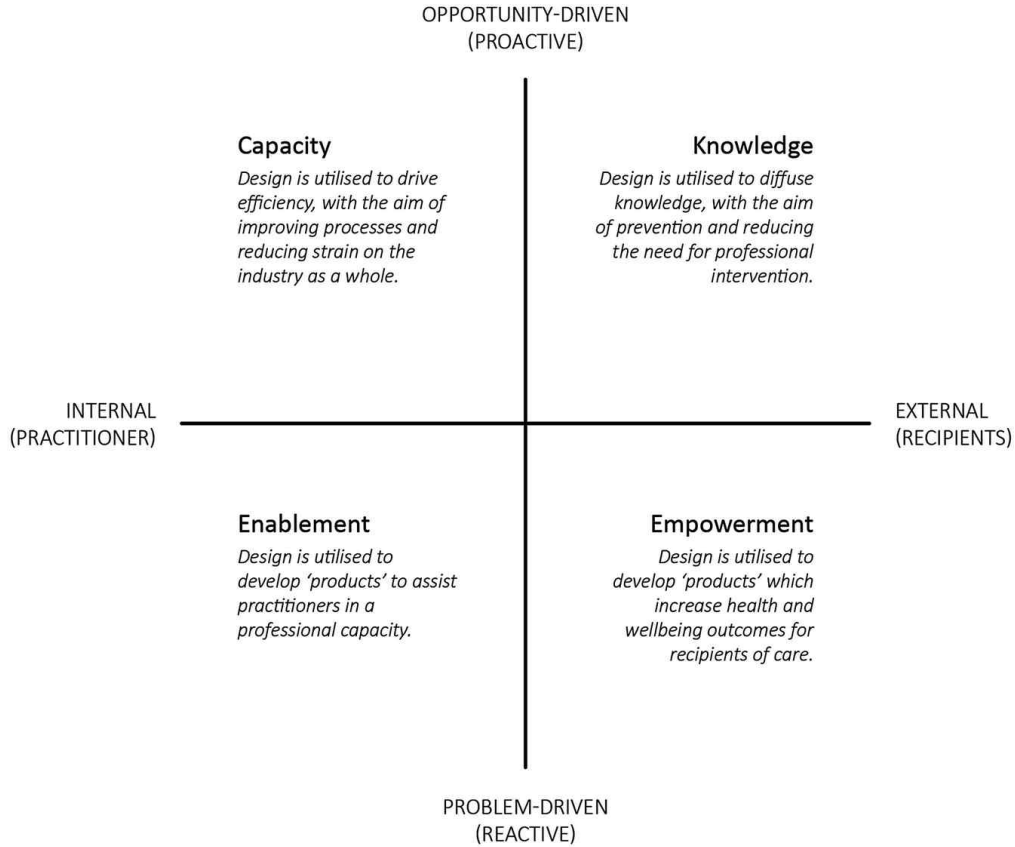 OPPORTUNITY-DRIVEN
(PROACTIVE)
Capacity
Design is utilised to drive
efficiency, with the aim of
improving processes and
reducing strain on the
industry as a whole.
Knowledge
Design is utilised to diffuse
knowledge, with the aim
of prevention and reducing
the need for professional
intervention.
INTERNAL
(PRACTITIONER)
EXTERNAL
(RECIPIENTS)
Enablement
Design is utilised to
develop ‘products’ to assist
practitioners in a
professional capacity.
Empowerment
Design is utilised to
develop ‘products’ which
increase health and
wellbeing outcomes for
recipients of care.
PROBLEM-DRIVEN
(REACTIVE)